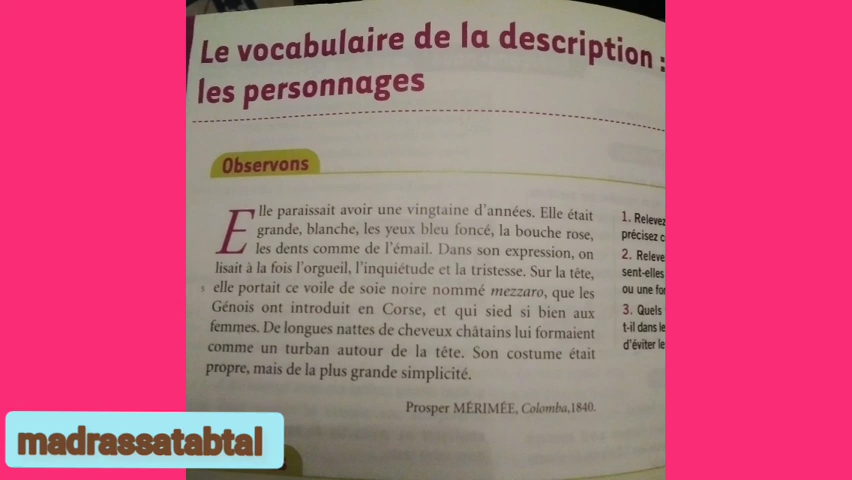 Le vocabulaire de la description :
les personnages
Observons
Elle paraissait avoir une vingtaine d'années. Elle était
grande, blanche, les yeux bleu foncé, la bouche rose,
les dents comme de l'émail. Dans son expression, on
lisait à la fois l'orgueil, l'inquiétude et la tristesse. Sur la tête,
5 elle portait ce voile de soie noire nommé mezzaro, que les
Génois ont introduit en Corse, et qui sied si bien aux
femmes. De longues nattes de cheveux châtains lui formaient
comme un turban autour de la tête. Son costume était
propre, mais de la plus grande simplicité.
Prosper MÉRIMÉE, Colomba,1840.
1. Relevez
précisez c
2. Releve
sent-elles
ou une for
3. Quels
t-il dans le
d'éviter le
madrassatabtal